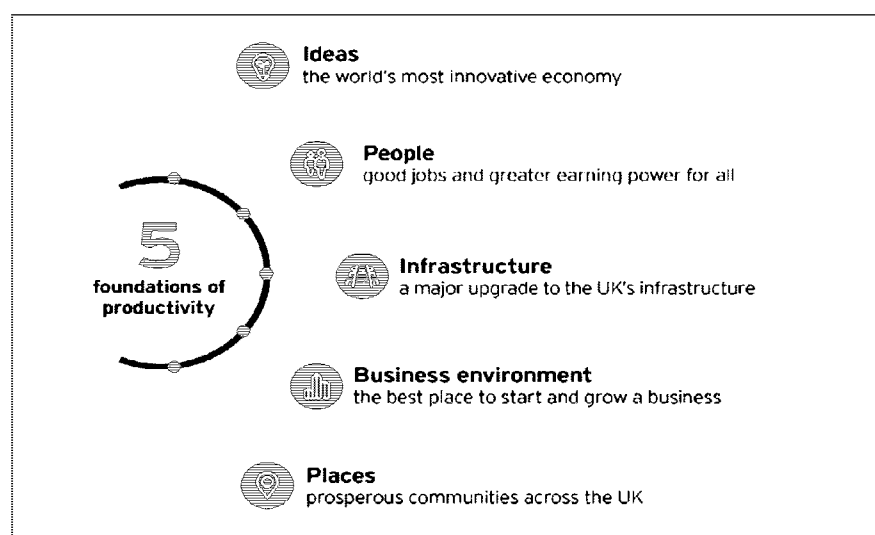 Ideas
the world's most innovative economy
People
good jobs and greater earning power for all
5
foundations of
productivity
Infrastructure
a major upgrade to the UK's infrastructure
Business environment
the best place to start and grow a business
Places
prosperous communities across the UK